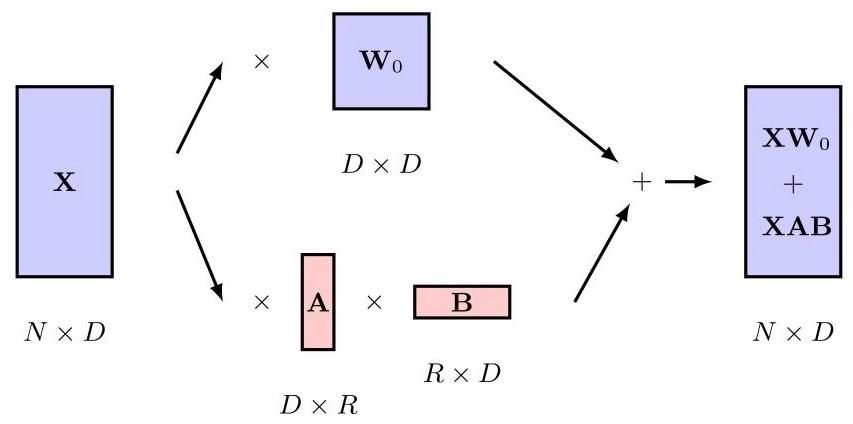 X
N × D
×
W₀
D × D
×
A
×
B
D × R
R × D
+
XW₀
+
XAB
N × D